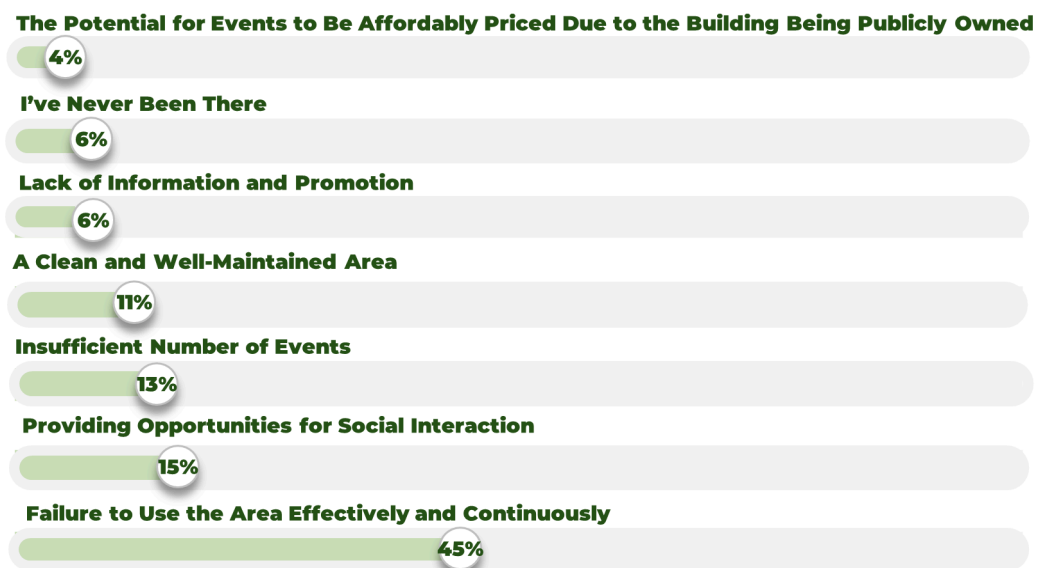 The Potential for Events to Be Affordably Priced Due to the Building Being Publicly Owned
4%
I’ve Never Been There
6%
Lack of Information and Promotion
6%
A Clean and Well-Maintained Area
11%
Insufficient Number of Events
13%
Providing Opportunities for Social Interaction
15%
Failure to Use the Area Effectively and Continuously
45%